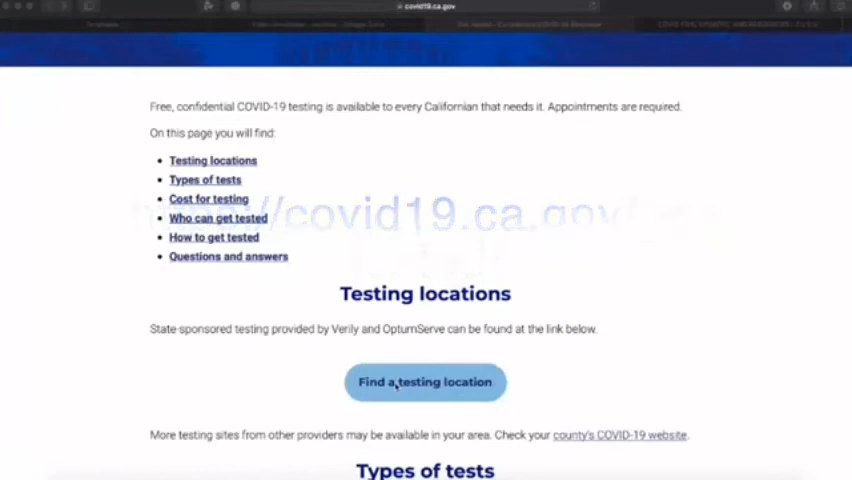 covid19.ca.gov
Free, confidential COVID-19 testing is available to every Californian that needs it. Appointments are required.
On this page you will find:
Testing locations
Types of tests
Cost for testing
https://covid19.ca.gov/
Who can get tested
How to get tested
Questions and answers
Testing locations
State-sponsored testing provided by Verily and OptumServe can be found at the link below.
Find a testing location
More testing sites from other providers may be available in your area. Check your county's COVID-19 website.
Types of tests